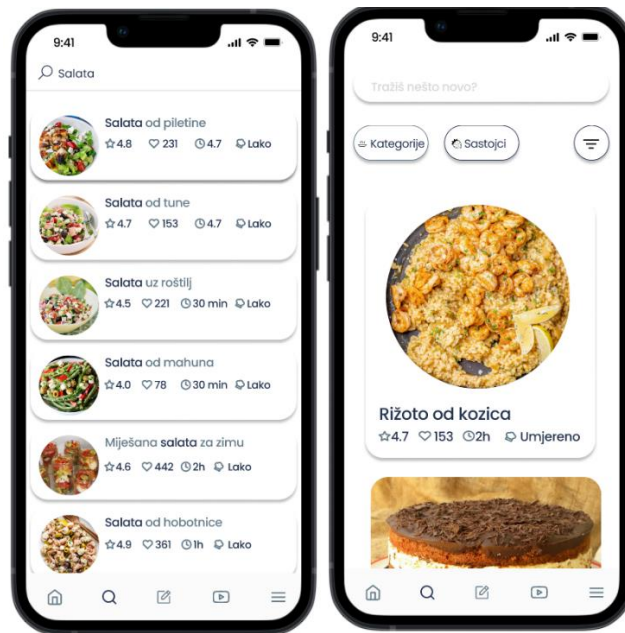 9:41
Salata
Salata od piletine
4.8 231 4.7 Lako
Salata od tune
4.7 153 4.7 Lako
Salata uz roštilj
4.5 221 30 min Lako
Salata od mahuna
4.0 78 30 min Lako
Miješana salata za zimu
4.6 442 2h Lako
Salata od hobotnice
4.9 361 1h Lako
9:41
Tražiš nešto novo?
Kategorije Sastojci
Rižoto od kozica
4.7 153 2h Umjereno